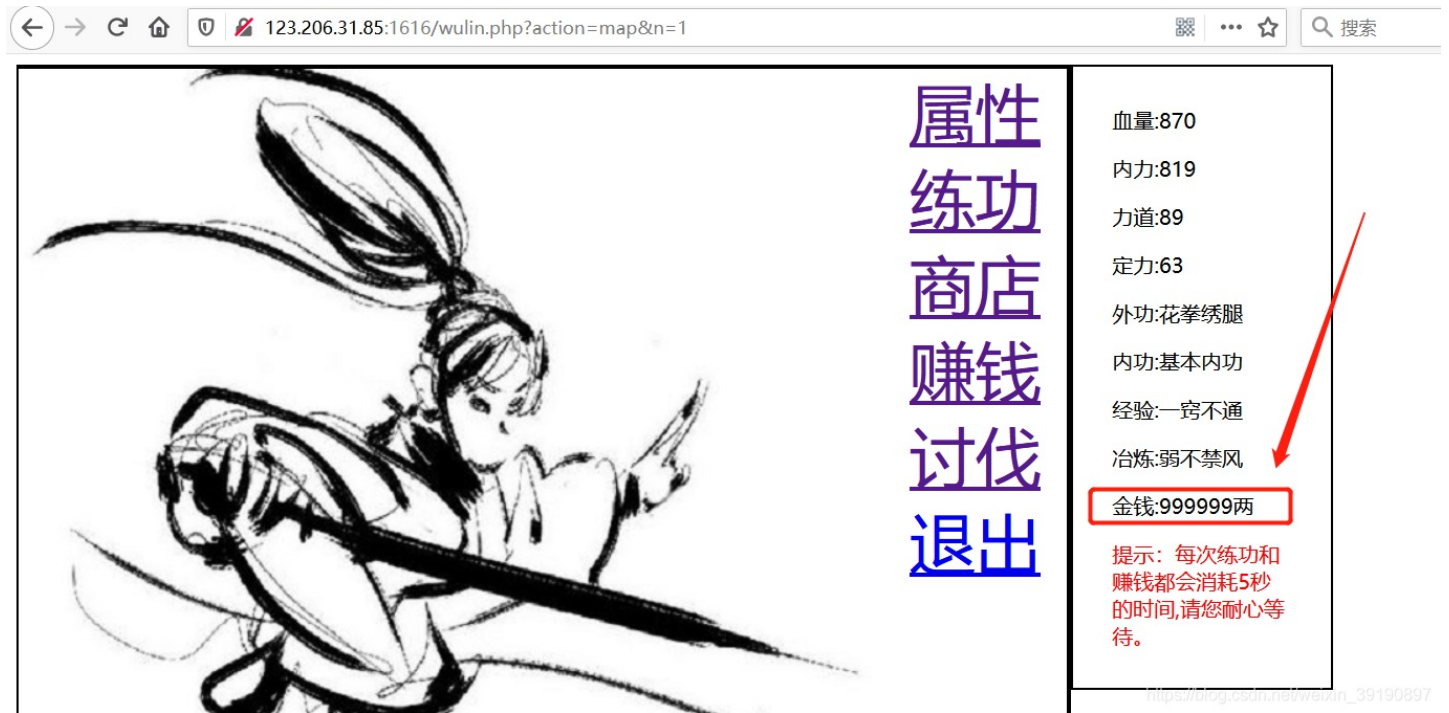 123.206.31.85:1616/wulin.php?action=map&n=1
搜索
属性
练功
商店
赚钱
讨伐
退出
血量:870
内力:819
力道:89
定力:63
外功:花拳绣腿
内功:基本内功
经验:一窍不通
冶炼:弱不禁风
金钱:999999两
提示：每次练功和
赚钱都会消耗5秒
的时间,请您耐心等
待。
https://blog.csdn.net/weixin_39190897